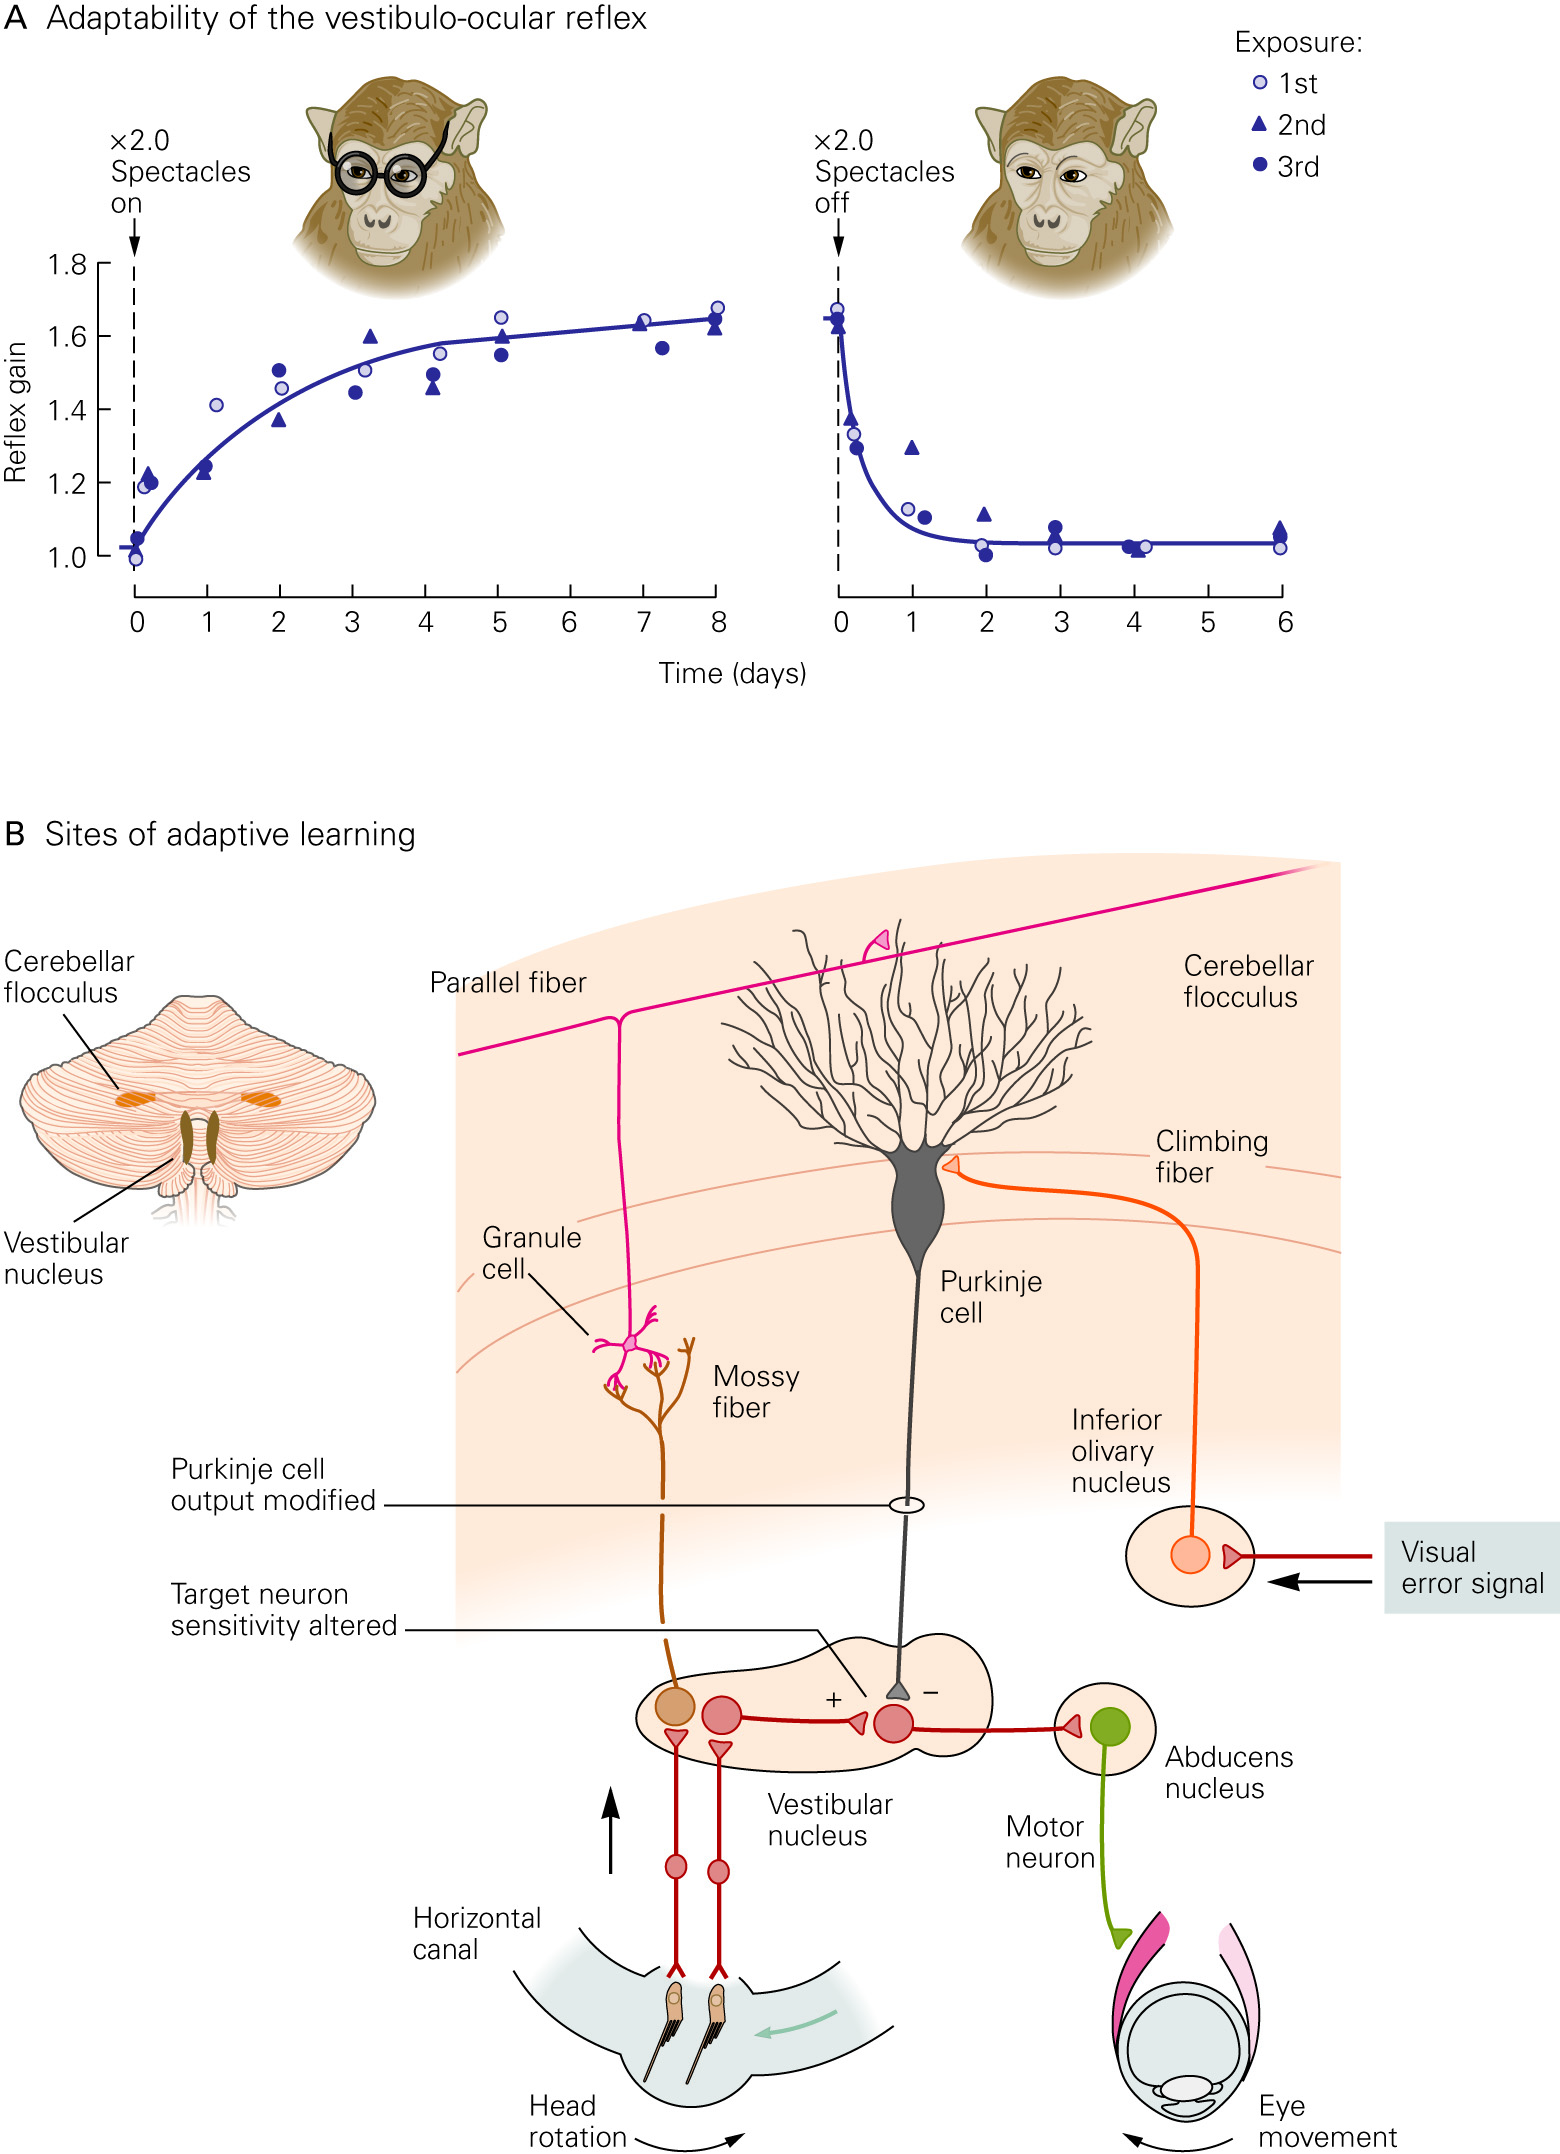 A Adaptability of the vestibulo-ocular reflex
Exposure:
1st
2nd
3rd
×2.0
Spectacles
on
×2.0
Spectacles
off
Reflex gain
1.8
1.6
1.4
1.2
1.0
0 1 2 3 4 5 6 7 8
0 1 2 3 4 5 6
Time (days)
B Sites of adaptive learning
Cerebellar
flocculus
Vestibular
nucleus
Parallel fiber
Cerebellar
flocculus
Climbing
fiber
Granule
cell
Purkinje
cell
Mossy
fiber
Inferior
olivary
nucleus
Purkinje cell
output modified
Visual
error signal
Target neuron
sensitivity altered
+ −
Abducens
nucleus
Vestibular
nucleus
Motor
neuron
Horizontal
canal
Head
rotation
Eye
movement